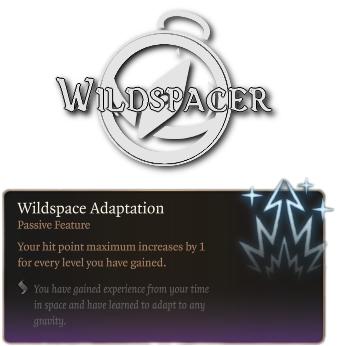 WILDSPACER
Wildspace Adaptation
Passive Feature
Your hit point maximum increases by 1
for every level you have gained.
You have gained experience from your time
in space and have learned to adapt to any
gravity.